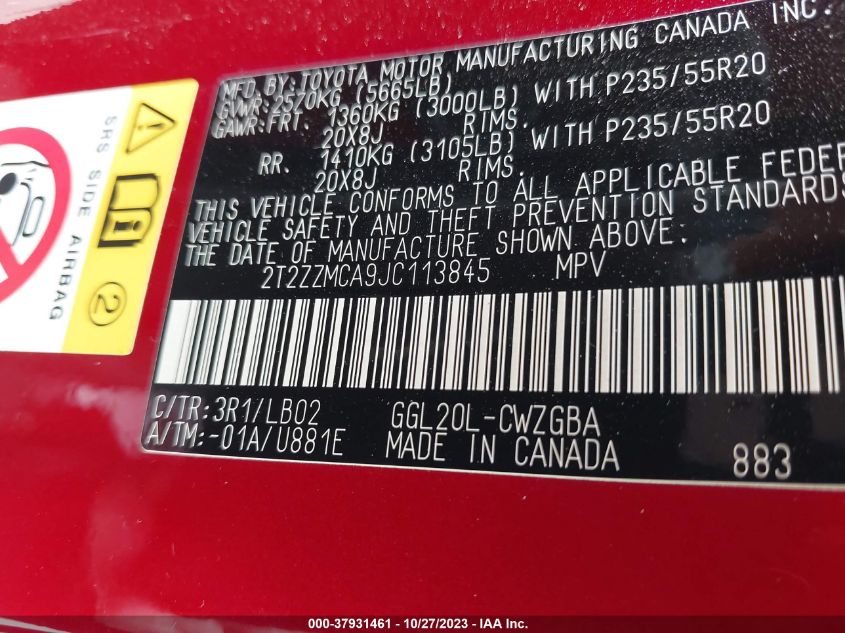 MFD.BY:TOYOTA MOTOR MANUFACTURING CANADA INC.
GVWR:2570KG (5665LB)
GAWR:FRT. 1360KG (3000LB) WITH P235/55R20
20X8J RIMS.
RR. 1410KG (3105LB) WITH P235/55R20
20X8J RIMS.
THIS VEHICLE CONFORMS TO ALL APPLICABLE FEDER
VEHICLE SAFETY AND THEFT PREVENTION STANDARDS
THE DATE OF MANUFACTURE SHOWN ABOVE.
2T2ZZMCA9JC113845 MPV
C/TR:3R1/LB02 GGL20L-CWZGBA
A/TM:-01A/U881E MADE IN CANADA 883
SRS SIDE AIRBAG
2
000-37931461 | 10/27/2023 - IAA Inc.